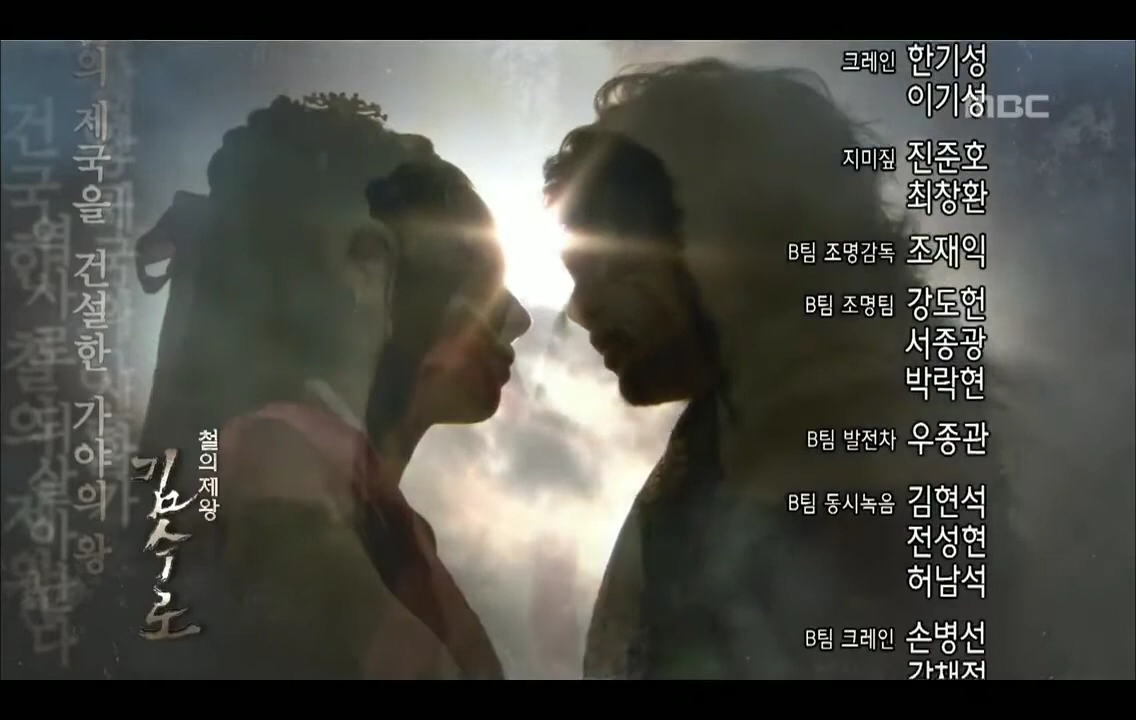 크레인 한기성
이기성
MBC
지미짚 진준호
최창환
B팀 조명감독 조재익
B팀 조명팀 강도헌
서종광
박락현
B팀 발전차 우종관
B팀 동시녹음 김현석
전성현
허남석
B팀 크레인 손병선
강채정
의 제국을 건설한 가야의 왕
철의 제왕
김수로